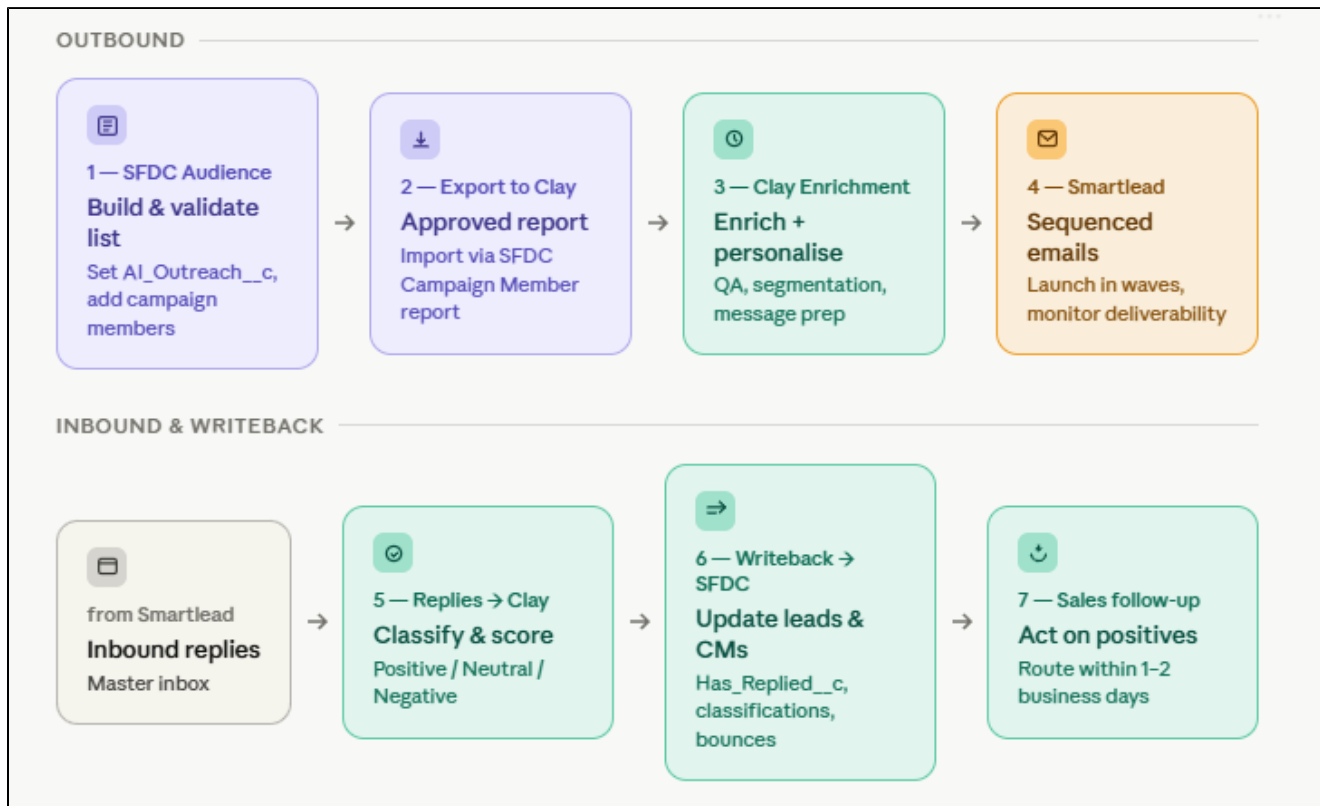 OUTBOUND
1 — SFDC Audience
Build & validate
list
Set AI_Outreach__c,
add campaign
members
2 — Export to Clay
Approved report
Import via SFDC
Campaign Member
report
3 — Clay Enrichment
Enrich +
personalise
QA, segmentation,
message prep
4 — Smartlead
Sequenced
emails
Launch in waves,
monitor deliverability
INBOUND & WRITEBACK
from Smartlead
Inbound replies
Master inbox
5 — Replies → Clay
Classify & score
Positive / Neutral /
Negative
6 — Writeback →
SFDC
Update leads &
CMs
Has_Replied__c,
classifications,
bounces
7 — Sales follow-up
Act on positives
Route within 1–2
business days